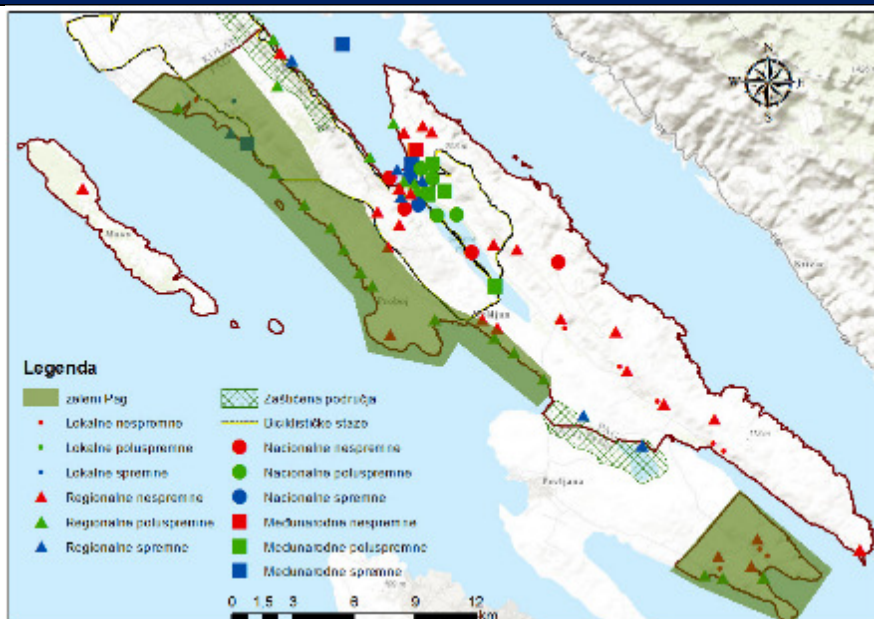 N
W
E
S
Maun
Povljana
Legenda
zeleni Pag
Lokalne nespremne
Lokalne poluspremne
Lokalne spremne
Regionalne nespremne
Regionalne poluspremne
Regionalne spremne
Zaštićena područja
Biciklističke staze
Nacionalne nespremne
Nacionalne poluspremne
Nacionalne spremne
Međunarodne nespremne
Međunarodne poluspremne
Međunarodne spremne
0 1,5 3 6 9 12
km